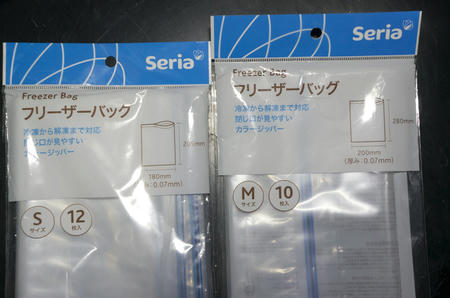 Seria
Freezer Bag
フリーザーバッグ
冷凍から解凍まで対応
閉じ口が見やすい
カラージッパー
180mm
(厚み:0.07mm)
S
サイズ
12
枚入
Seria
Freezer Bag
フリーザーバッグ
冷凍から解凍まで対応
閉じ口が見やすい
カラージッパー
280mm
200mm
(厚み:0.07mm)
M
サイズ
10
枚入